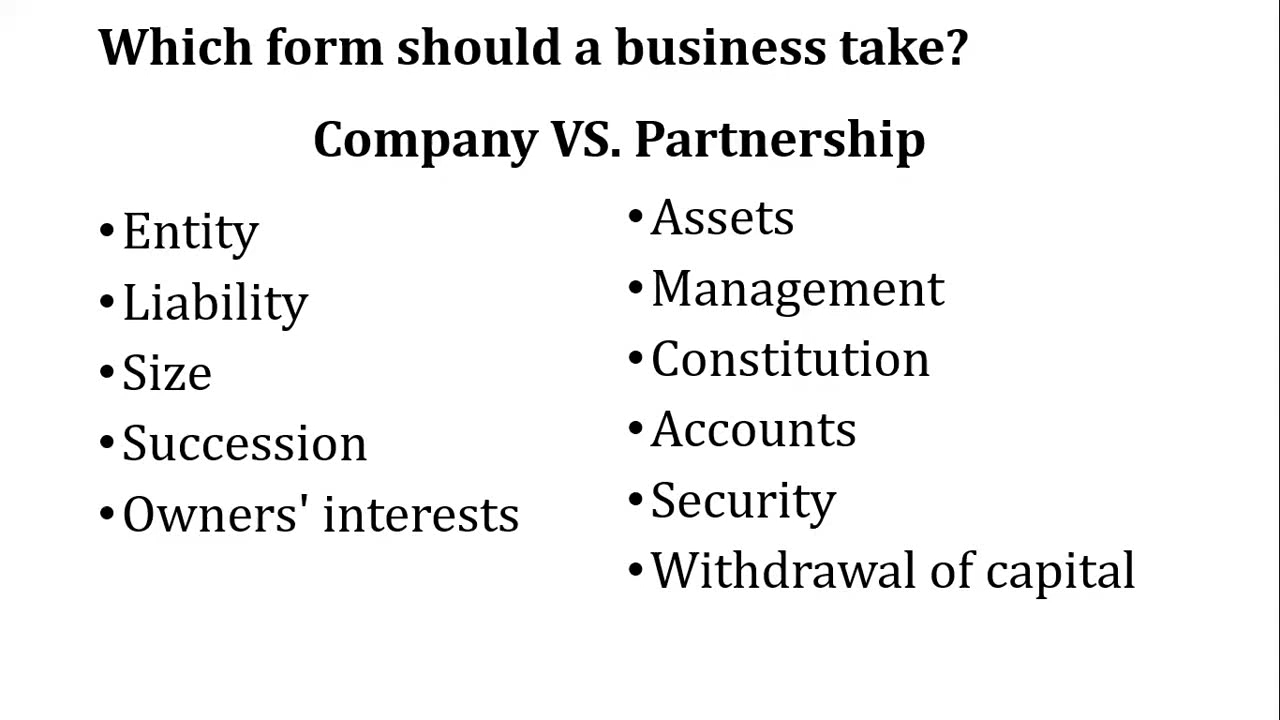 Which form should a business take?
Company VS. Partnership
•Entity
•Liability
•Size
•Succession
•Owners' interests
•Assets
•Management
•Constitution
•Accounts
•Security
•Withdrawal of capital